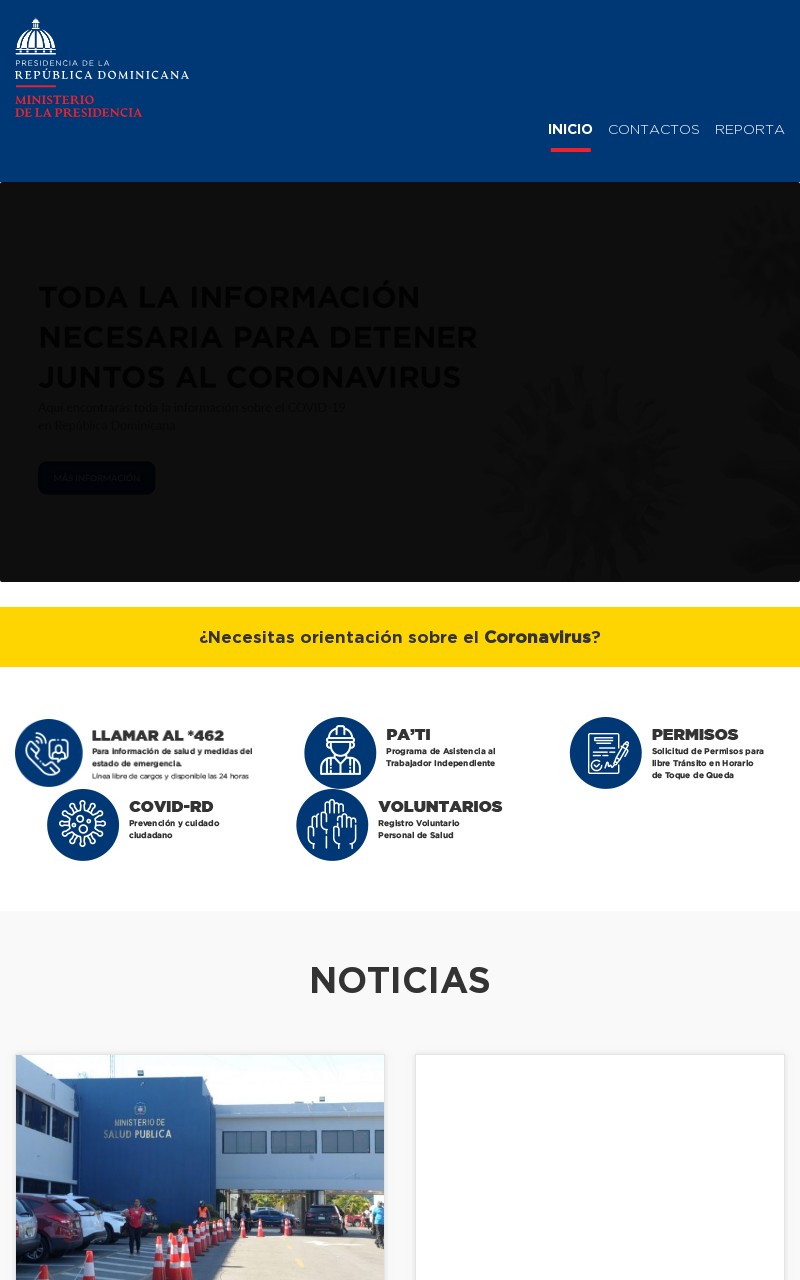 PRESIDENCIA DE LA
REPÚBLICA DOMINICANA
MINISTERIO
DE LA PRESIDENCIA
INICIO CONTACTOS REPORTA
TODA LA INFORMACIÓN
NECESARIA PARA DETENER
JUNTOS AL CORONAVIRUS
Aquí encontrarás toda la información sobre el COVID-19
en República Dominicana
MÁS INFORMACIÓN
¿Necesitas orientación sobre el Coronavirus?
LLAMAR AL *462
Para información de salud y medidas del
estado de emergencia.
Línea libre de cargos y disponible las 24 horas
PA’TI
Programa de Asistencia al
Trabajador Independiente
PERMISOS
Solicitud de Permisos para
libre Tránsito en Horario
de Toque de Queda
COVID-RD
Prevención y cuidado
ciudadano
VOLUNTARIOS
Registro Voluntario
Personal de Salud
NOTICIAS
MINISTERIO DE
SALUD PUBLICA